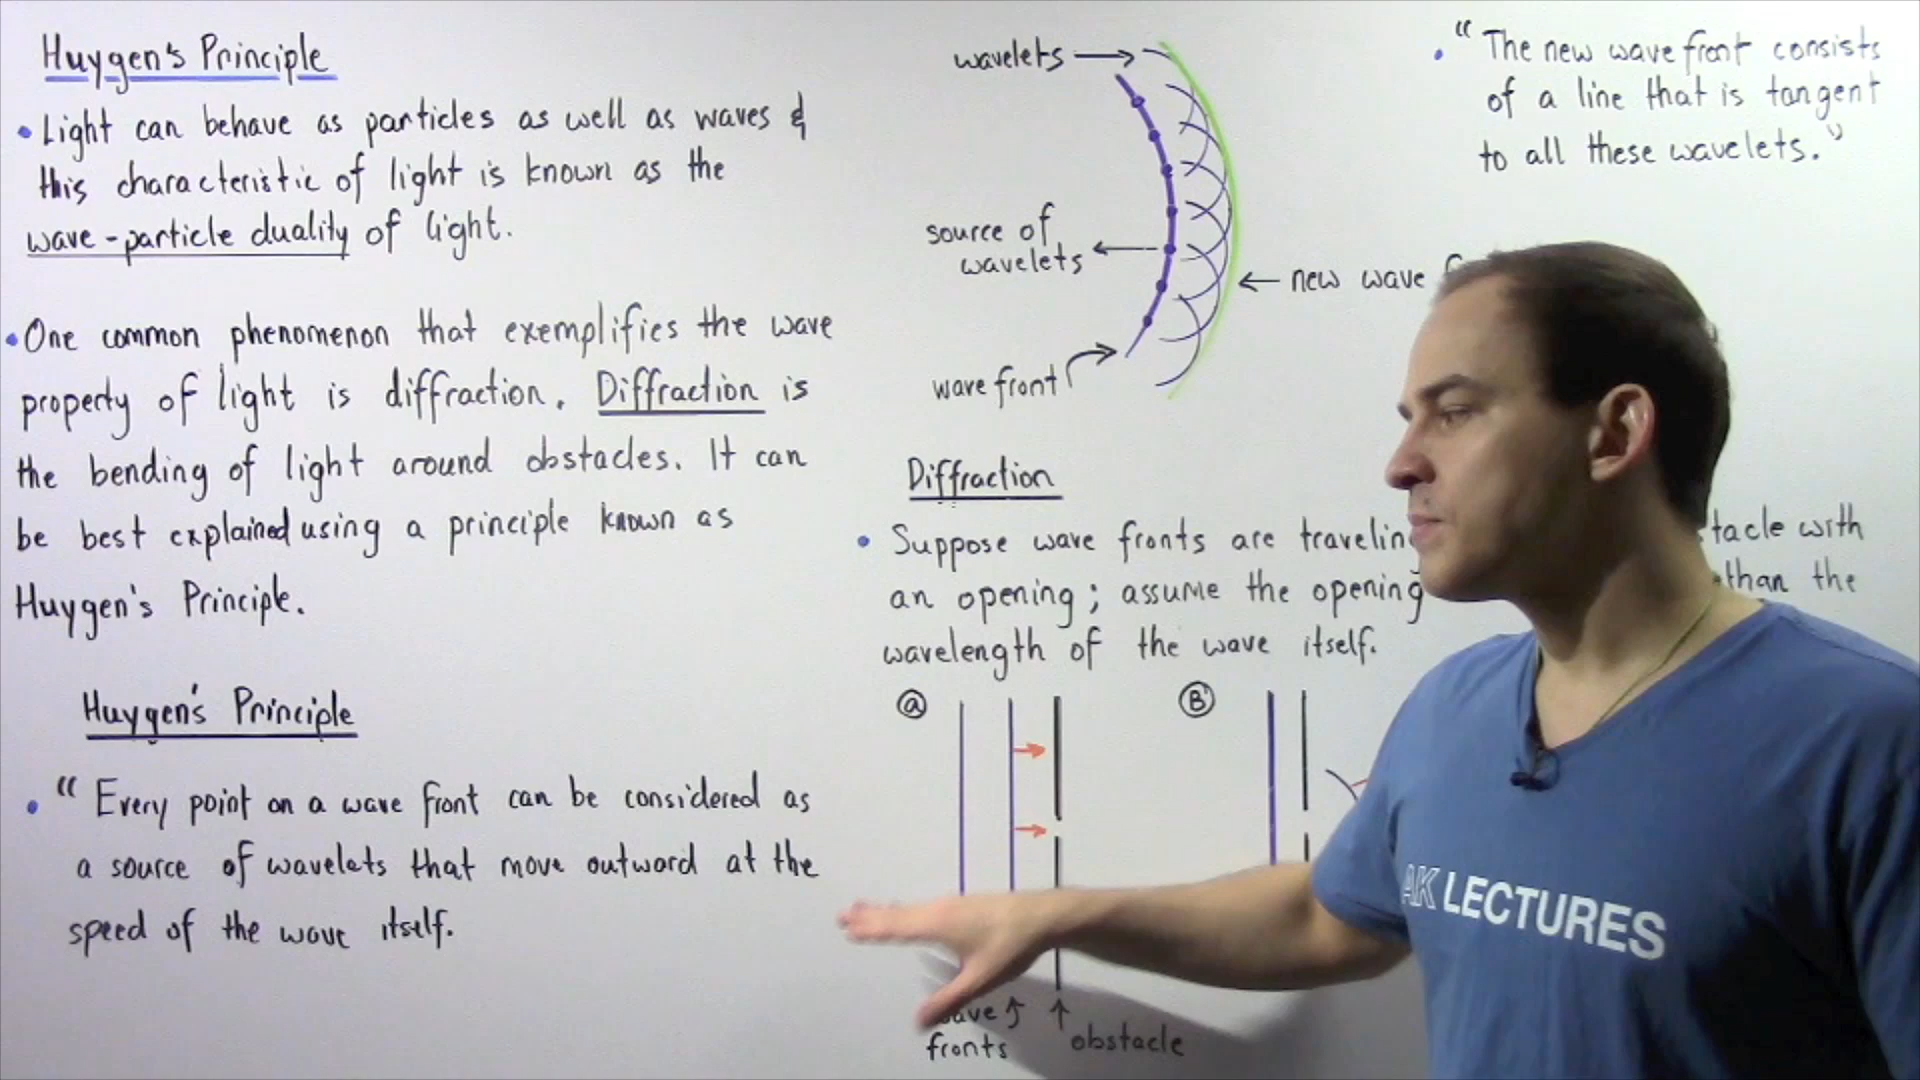 Huygen's Principle
• Light can behave as particles as well as waves &
this characteristic of light is known as the
wave-particle duality of light.
• One common phenomenon that exemplifies the wave
property of light is diffraction. Diffraction is
the bending of light around obstacles. It can
be best explained using a principle known as
Huygen's Principle.
Huygen's Principle
• "Every point on a wave front can be considered as
a source of wavelets that move outward at the
speed of the wave itself.
wavelets
source of
wavelets
new wave
wave front
• "The new wave front consists
of a line that is tangent
to all these wavelets."
Diffraction
• Suppose wave fronts are traveling with
an opening; assume the opening than the
wavelength of the wave itself.
a
B
wave
fronts
obstacle
AK LECTURES